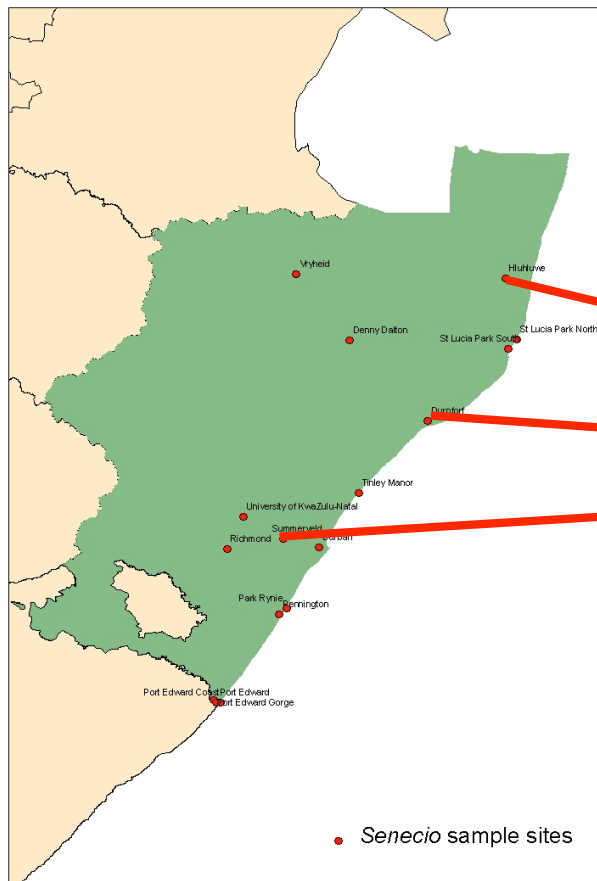 Vryheid
Hluhluwe
Denny Dalton
St Lucia Park North
St Lucia Park South
Durnford
Tinley Manor
University of KwaZulu-Natal
Summerveld
Richmond
Durban
Park Rynie
Pennington
Port Edward Coast
Port Edward
Port Edward Gorge
Senecio sample sites